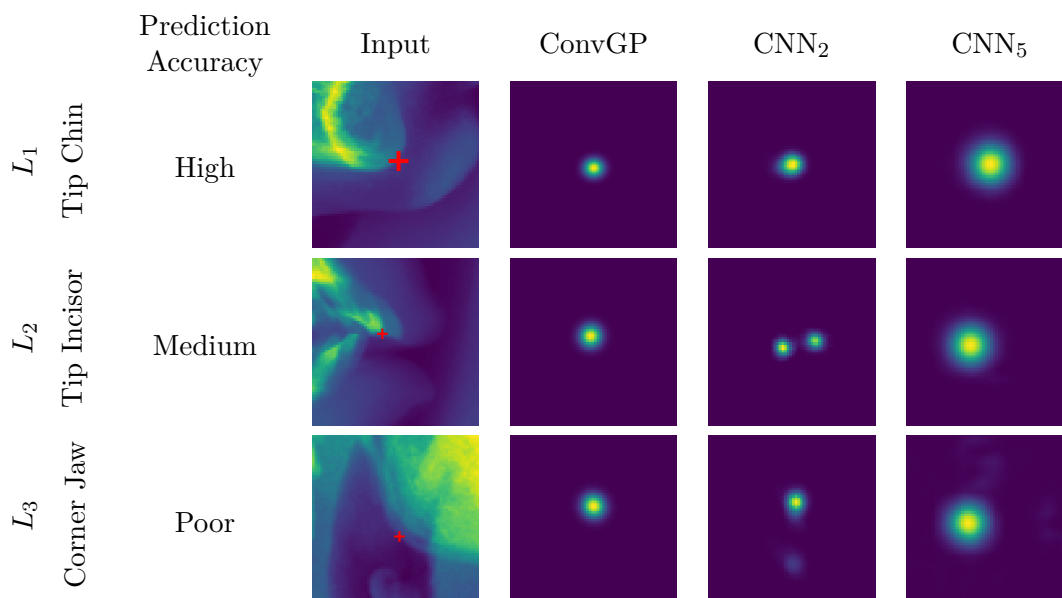 Prediction
Accuracy
Input
ConvGP
CNN₂
CNN₅
L₁
Tip Chin
High
L₂
Tip Incisor
Medium
L₃
Corner Jaw
Poor